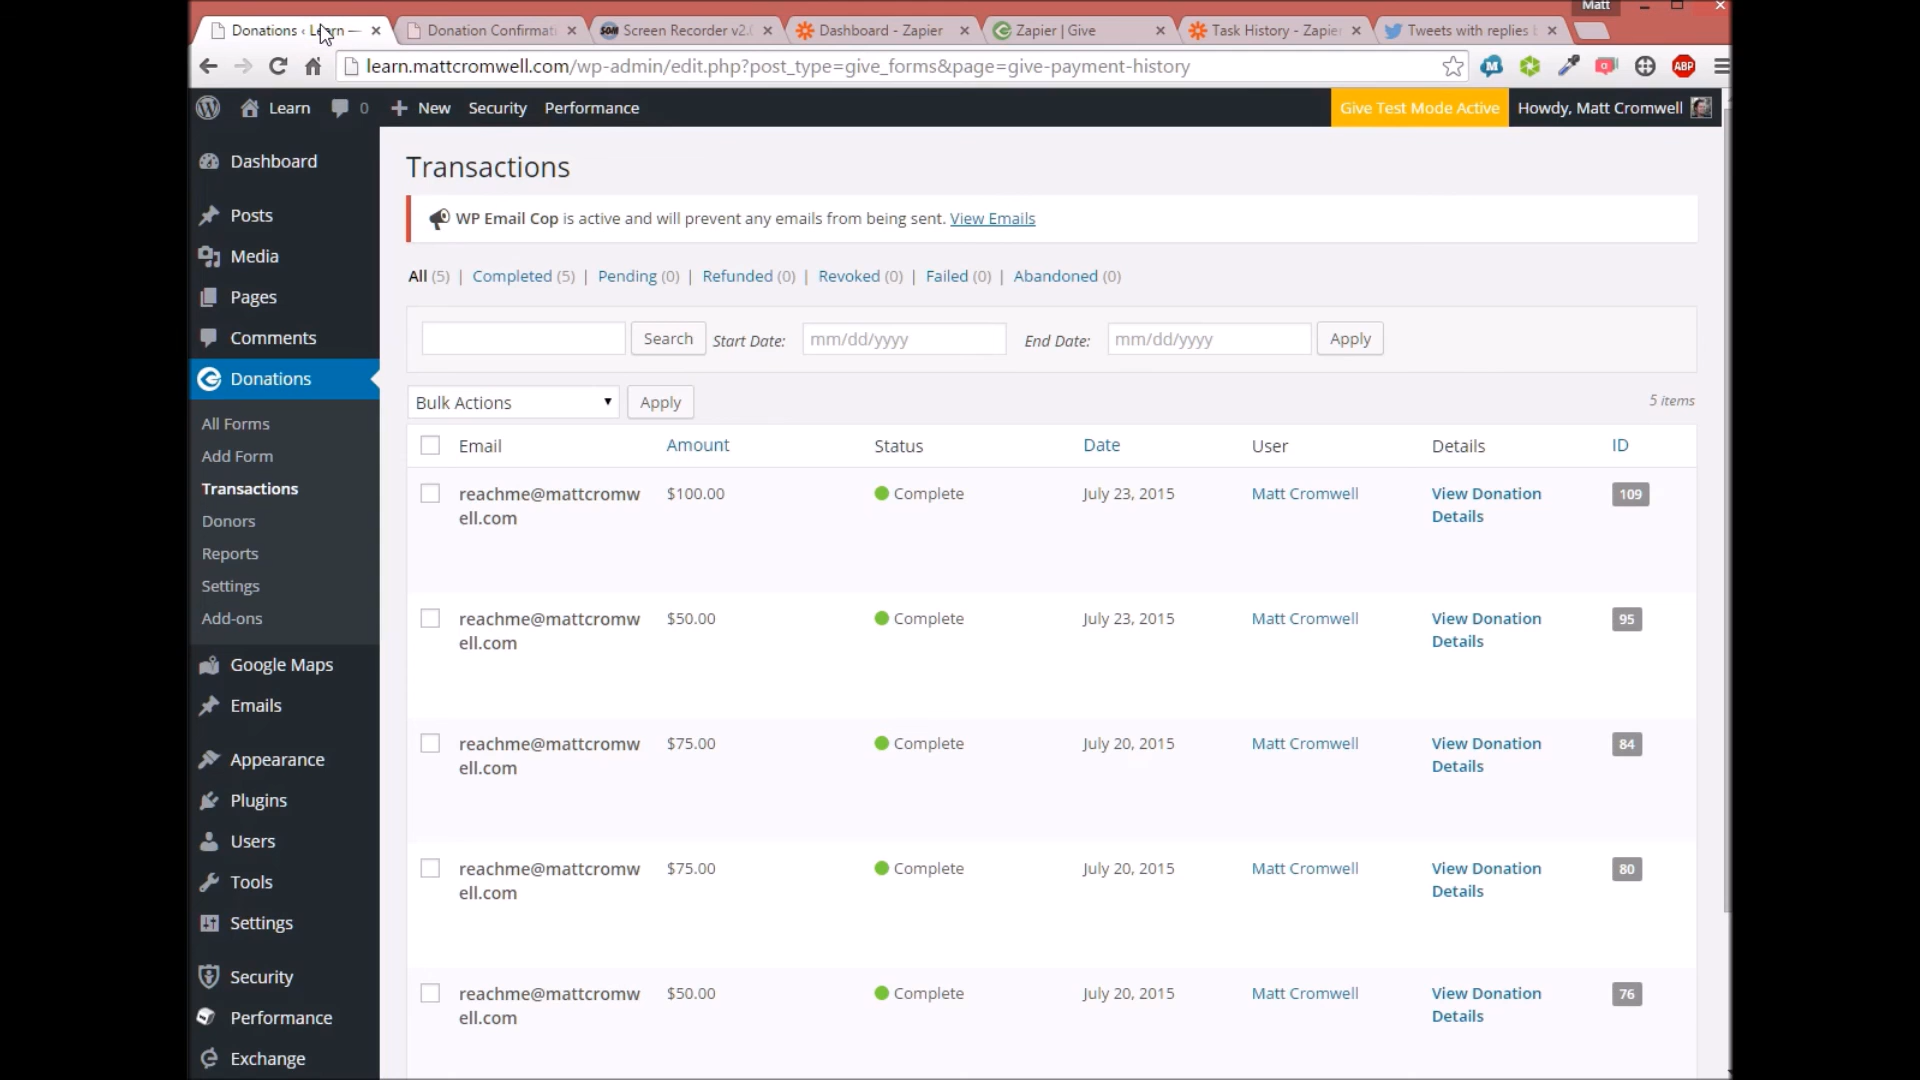 Matt
Donations ‹ Learn —
Donation Confirmati
Screen Recorder v2.
Dashboard - Zapier
Zapier | Give
Task History - Zapie
Tweets with replies
learn.mattcromwell.com/wp-admin/edit.php?post_type=give_forms&page=give-payment-history
ABP
Learn 0 New Security Performance
Give Test Mode Active Howdy, Matt Cromwell
Dashboard
Posts
Media
Pages
Comments
Donations
All Forms
Add Form
Transactions
Donors
Reports
Settings
Add-ons
Google Maps
Emails
Appearance
Plugins
Users
Tools
Settings
Security
Performance
Exchange
Transactions
WP Email Cop is active and will prevent any emails from being sent. View Emails
All (5) | Completed (5) | Pending (0) | Refunded (0) | Revoked (0) | Failed (0) | Abandoned (0)
Search Start Date: mm/dd/yyyy End Date: mm/dd/yyyy Apply
Bulk Actions Apply 5 items
Email Amount Status Date User Details ID
reachme@mattcromw $100.00 Complete July 23, 2015 Matt Cromwell View Donation 109
ell.com Details
reachme@mattcromw $50.00 Complete July 23, 2015 Matt Cromwell View Donation 95
ell.com Details
reachme@mattcromw $75.00 Complete July 20, 2015 Matt Cromwell View Donation 84
ell.com Details
reachme@mattcromw $75.00 Complete July 20, 2015 Matt Cromwell View Donation 80
ell.com Details
reachme@mattcromw $50.00 Complete July 20, 2015 Matt Cromwell View Donation 76
ell.com Details